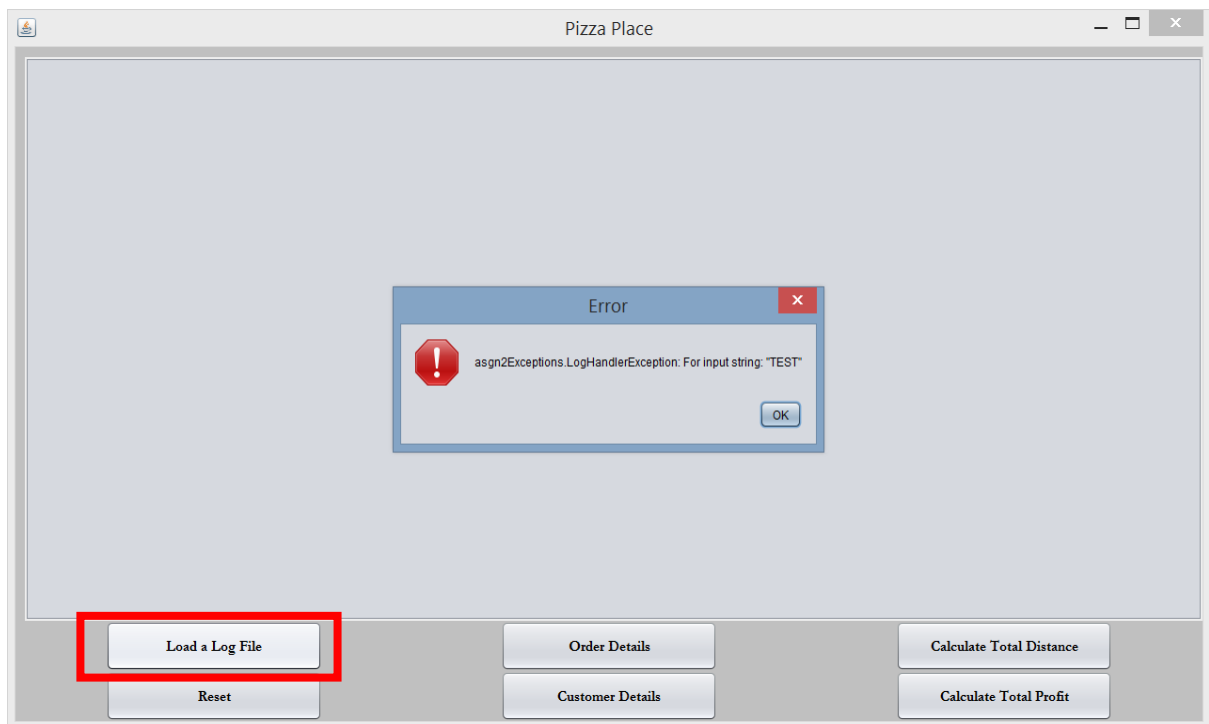 Pizza Place
Error
asgn2Exceptions.LogHandlerException: For input string: "TEST"
OK
Load a Log File
Order Details
Calculate Total Distance
Reset
Customer Details
Calculate Total Profit